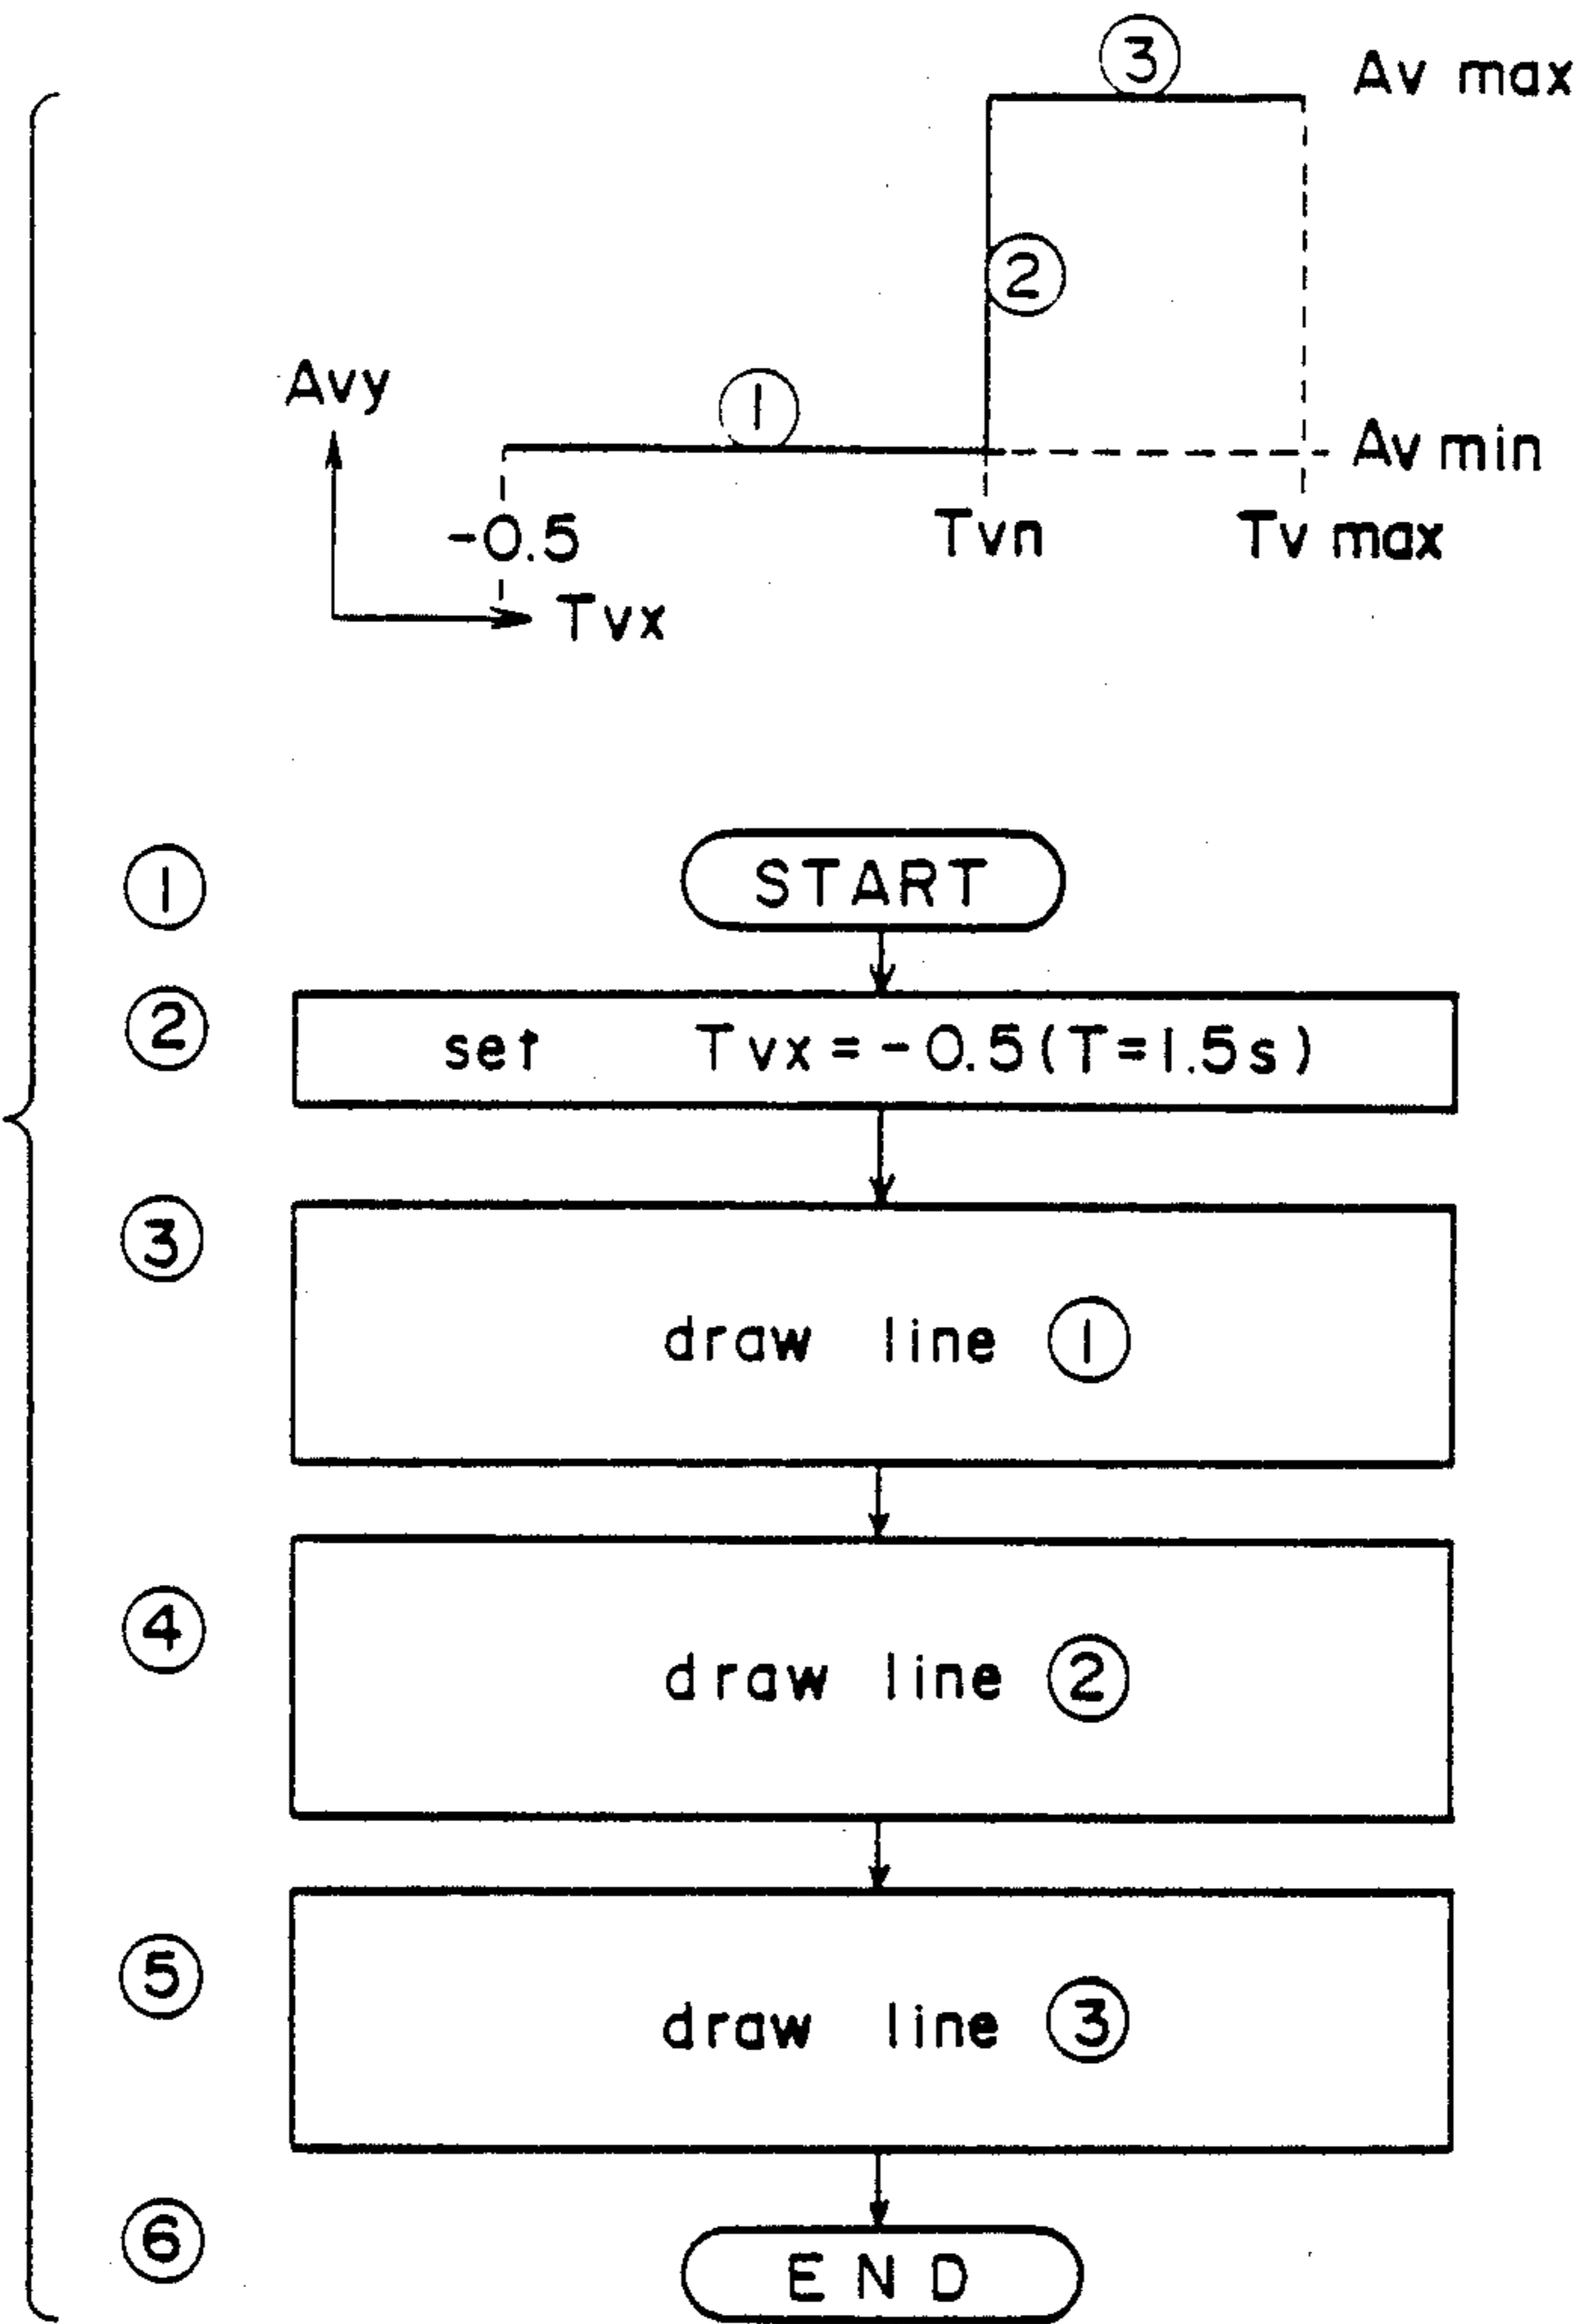 ③ Av max
②
Avy
① Av min
-0.5 Tvn Tv max
Tvx
① START
② set Tvx=-0.5(T=1.5s)
③
draw line ①
④
draw line ②
⑤
draw line ③
⑥ END